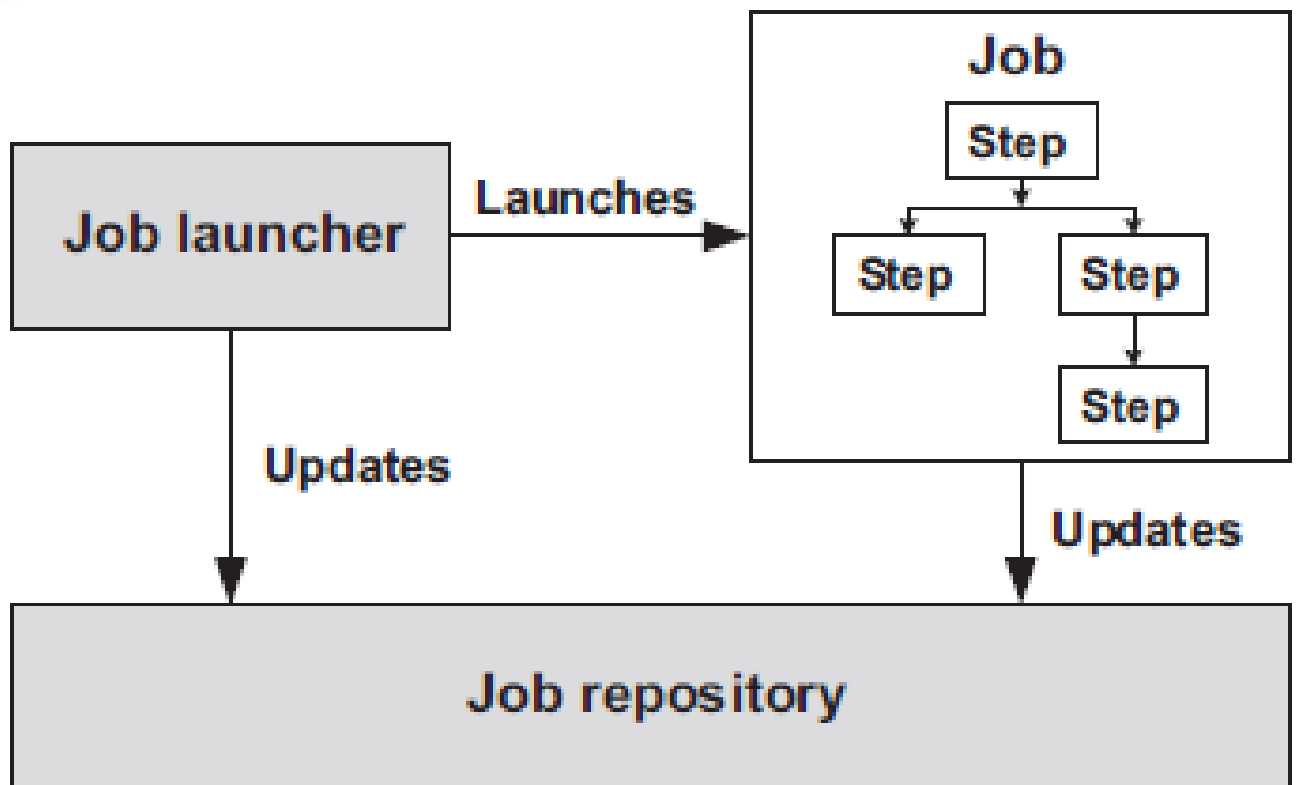 Job
Step
Launches
Job launcher
Step
Step
Step
Updates
Updates
Job repository